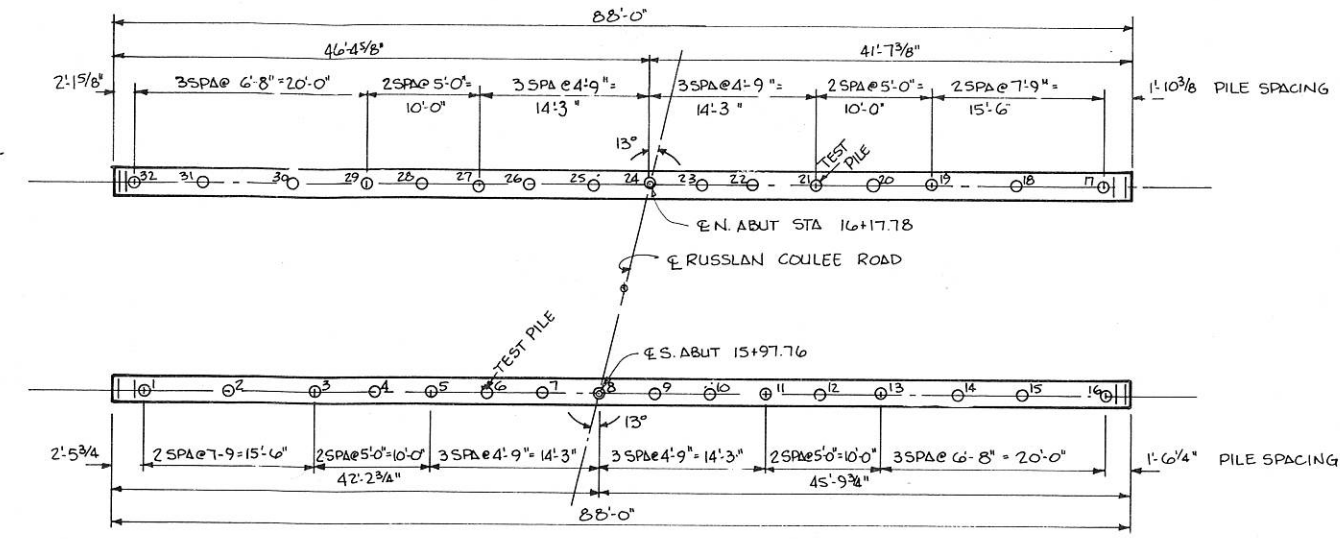 88'-0"
46'-4 5/8" 41'-7 3/8"
2'-1 5/8" 3 SPA @ 6'-8" = 20'-0" 2 SPA @ 5'-0" = 3 SPA @ 4'-9" = 3 SPA @ 4'-9" = 2 SPA @ 5'-0" = 2 SPA @ 7'-9" = 1'-10 3/8 PILE SPACING
10'-0" 14'-3" 14'-3" 10'-0" 15'-6
13°
TEST
PILE
32 31 30 29 28 27 26 25 24 23 22 21 20 19 18 17
℄ N. ABUT STA 16+17.78
℄ RUSSLAN COULEE ROAD
TEST PILE
℄ S. ABUT 15+97.76
1 2 3 4 5 6 7 8 9 10 11 12 13 14 15 16
13°
2'-5 3/4 2 SPA @ 7-9 = 15'-6" 2 SPA @ 5'-0" = 10'-0" 3 SPA @ 4'-9" = 14'-3" 3 SPA @ 4'-9" = 14'-3" 2 SPA @ 5'-0" = 10'-0" 3 SPA @ 6'-8" = 20'-0" 1'-6 1/4" PILE SPACING
42'-2 3/4" 45'-9 3/4"
88'-0"